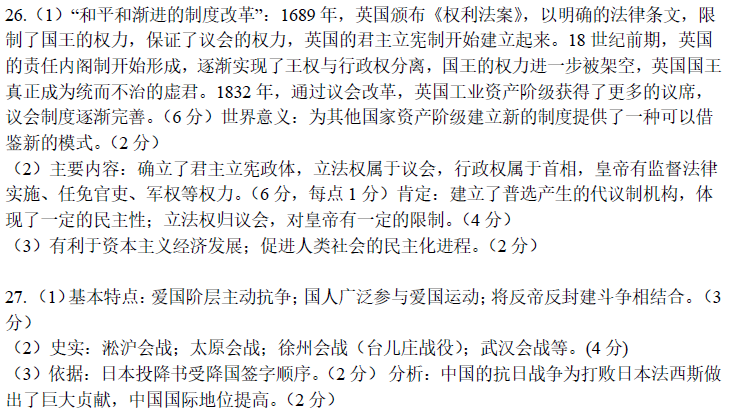 26.（1）“和平和渐进的制度改革”：1689 年，英国颁布《权利法案》，以明确的法律条文，限
制了国王的权力，保证了议会的权力，英国的君主立宪制开始建立起来。18 世纪前期，英国
的责任内阁制开始形成，逐渐实现了王权与行政权分离，国王的权力进一步被架空，英国国王
真正成为统而不治的虚君。1832 年，通过议会改革，英国工业资产阶级获得了更多的议席，
议会制度逐渐完善。（6 分）世界意义：为其他国家资产阶级建立新的制度提供了一种可以借
鉴新的模式。（2 分）
（2）主要内容：确立了君主立宪政体，立法权属于议会，行政权属于首相，皇帝有监督法律
实施、任免官吏、军权等权力。（6 分，每点 1 分）肯定：建立了普选产生的代议制机构，体
现了一定的民主性；立法权归议会，对皇帝有一定的限制。（4 分）
（3）有利于资本主义经济发展；促进人类社会的民主化进程。（2 分）
27.（1）基本特点：爱国阶层主动抗争；国人广泛参与爱国运动；将反帝反封建斗争相结合。（3
分）
（2）史实：淞沪会战；太原会战；徐州会战（台儿庄战役）；武汉会战等。(4 分)
（3）依据：日本投降书受降国签字顺序。（2 分） 分析：中国的抗日战争为打败日本法西斯做
出了巨大贡献，中国国际地位提高。（2 分）